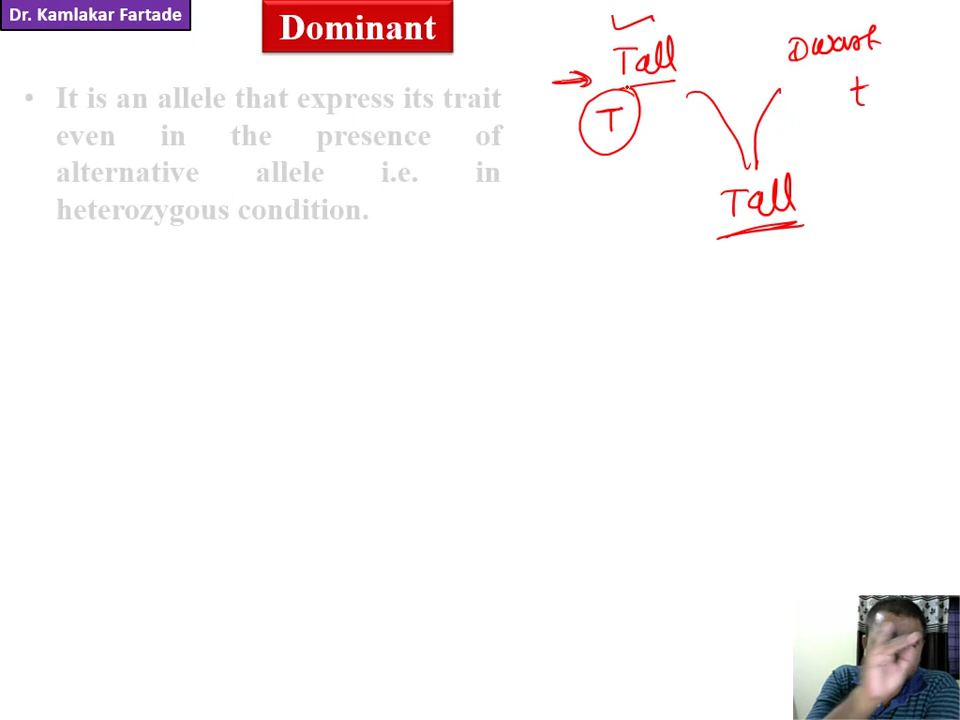 Dr. Kamlakar Fartade
Dominant
• It is an allele that express its trait
even in the presence of
alternative allele i.e. in
heterozygous condition.
Tall
Dwarf
T
t
Tall